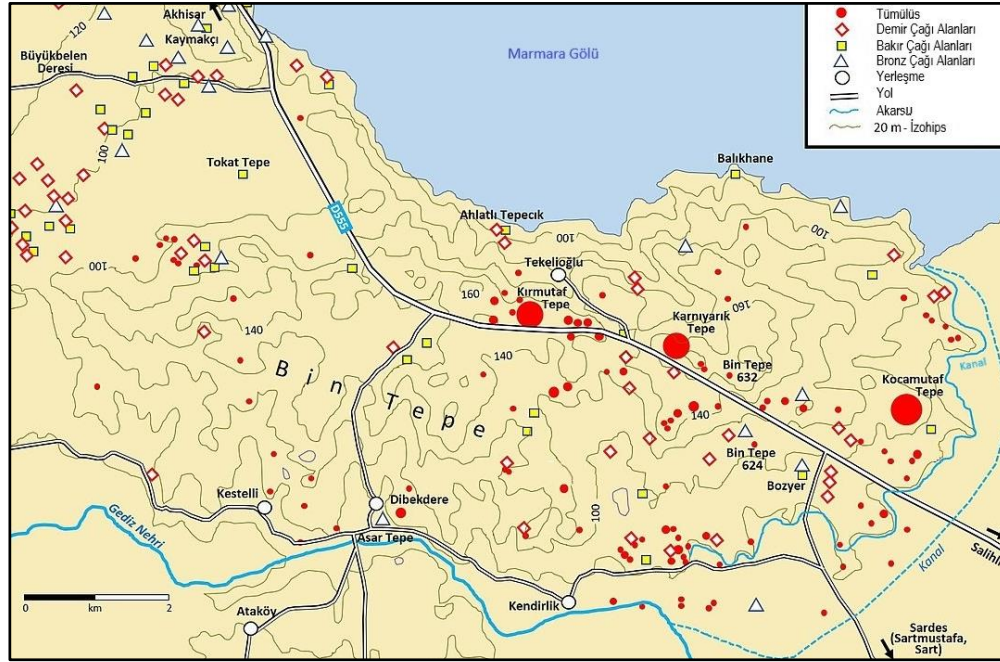 Akhisar
120
Kaymakçı
Büyükbelen
Deresi
Marmara Gölü
Tümülüs
Demir Çağı Alanları
Bakır Çağı Alanları
Bronz Çağı Alanları
Yerleşme
Yol
Akarsu
20 m - İzohips
100
Tokat Tepe
Balıkhane
D555
Ahlatlı Tepecik
100
100
100
Tekelioğlu
160
Kırmutaf
Tepe
160
Karnıyarık
Tepe
140
140
Bin Tepe
Bin Tepe
632
Kocamutaf
Tepe
Kanal
140
Bin Tepe
624
Bozyer
Kestelli
Dibekdere
100
Gediz Nehri
Asar Tepe
Salihli
Kanal
0 km 2
Ataköy
Kendirlik
Sardes
(Sartmustafa,
Sart)